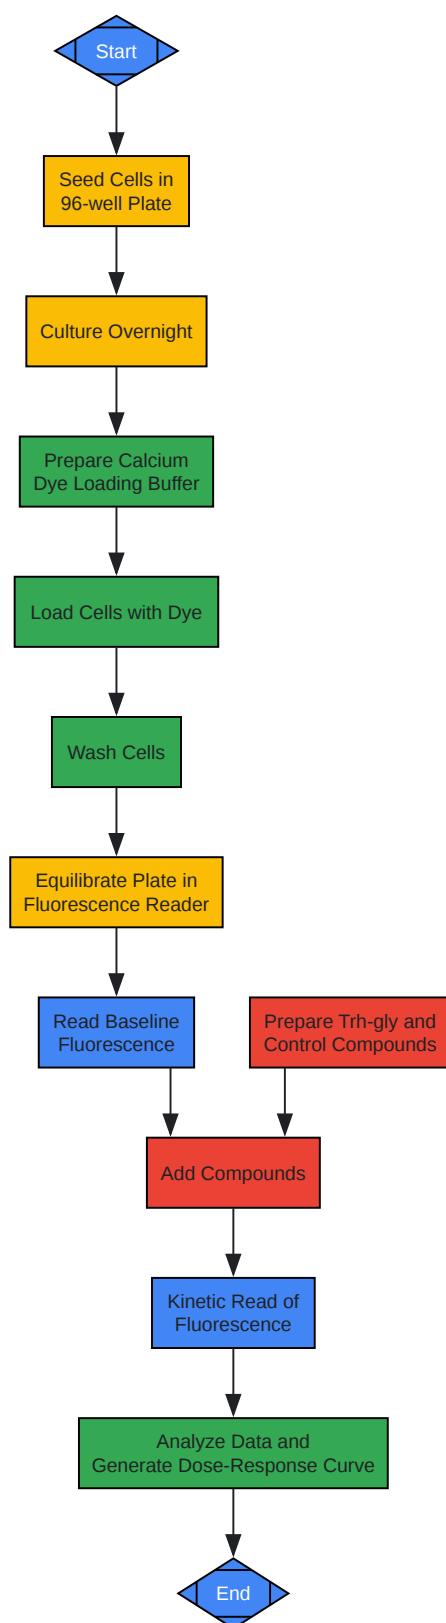 Start
Seed Cells in
96-well Plate
Culture Overnight
Prepare Calcium
Dye Loading Buffer
Load Cells with Dye
Wash Cells
Equilibrate Plate in
Fluorescence Reader
Read Baseline
Fluorescence
Prepare Trh-gly and
Control Compounds
Add Compounds
Kinetic Read of
Fluorescence
Analyze Data and
Generate Dose-Response Curve
End